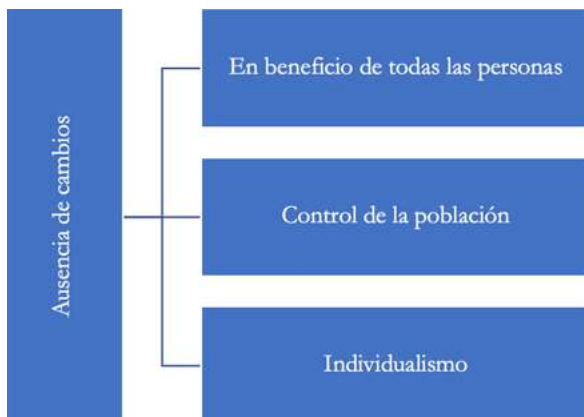 Ausencia de cambios
En beneficio de todas las personas
Control de la población
Individualismo